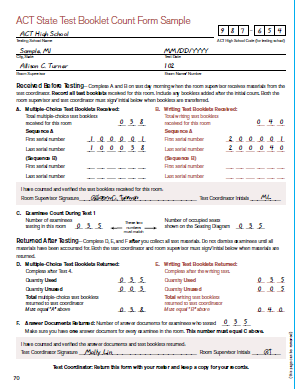 ACT State Test Booklet Count Form Sample
ACT High School
Testing School Name
9 8 7 - 6 5 4
ACT High School Code (for testing school)
Sample, MI
City, State
MM/DD/YYYY
Test Date
Allison C. Turner
Room Supervisor
102
Room Name/Number
Received Before Testing—Complete A and B on test day morning when the room supervisor receives materials from the
test coordinator. Record all test booklets received for this room. Include any booklets added after the initial count. Both the
room supervisor and test coordinator must sign/initial below when booklets are transferred.
A. Multiple-Choice Test Booklets Received:
Total multiple-choice test booklets
received for this room 0 3 8
Sequence A
First serial number 1 0 0 0 0 1
Last serial number 1 0 0 0 3 8
(Sequence B)
First serial number
Last serial number
B. Writing Test Booklets Received:
Total writing test booklets
received for this room 0 4 0
Sequence A
First serial number 2 0 0 0 0 1
Last serial number 2 0 0 0 4 0
(Sequence B)
First serial number
Last serial number
I have counted and verified the test booklets received for this room.
Room Supervisor Signature Test Coordinator Initials ML
C. Examinee Count During Test 1
Number of examinees
testing in this room 0 3 5
These two
numbers
must match
Number of occupied seats
shown on the Seating Diagram 0 3 5
Returned After Testing—Complete D, E, and F after you collect all materials. Do not dismiss examinees until all
materials have been accounted for. Both the test coordinator and room supervisor must sign/initial below when materials are
returned.
D. Multiple-Choice Test Booklets Returned:
Complete after Test 4.
Quantity Used 0 3 5
Quantity Unused 0 0 3
Total multiple-choice test booklets
returned to test coordinator
Must equal "A" above 0 3 8
E. Writing Test Booklets Returned:
Complete after the writing test.
Quantity Used 0 3 5
Quantity Unused 0 0 5
Total writing test booklets
returned to test coordinator
Must equal "B" above 0 4 0
F. Answer Documents Returned: Number of answer documents for examinees who tested 0 3 5
Make sure you have one answer document for every examinee in the room. This number must equal C above.
I have counted and verified the answer documents and test booklets returned.
Test Coordinator Signature Molly Lin Room Supervisor Initials
Test Coordinator: Return this form with your roster and keep a copy for your records.
70